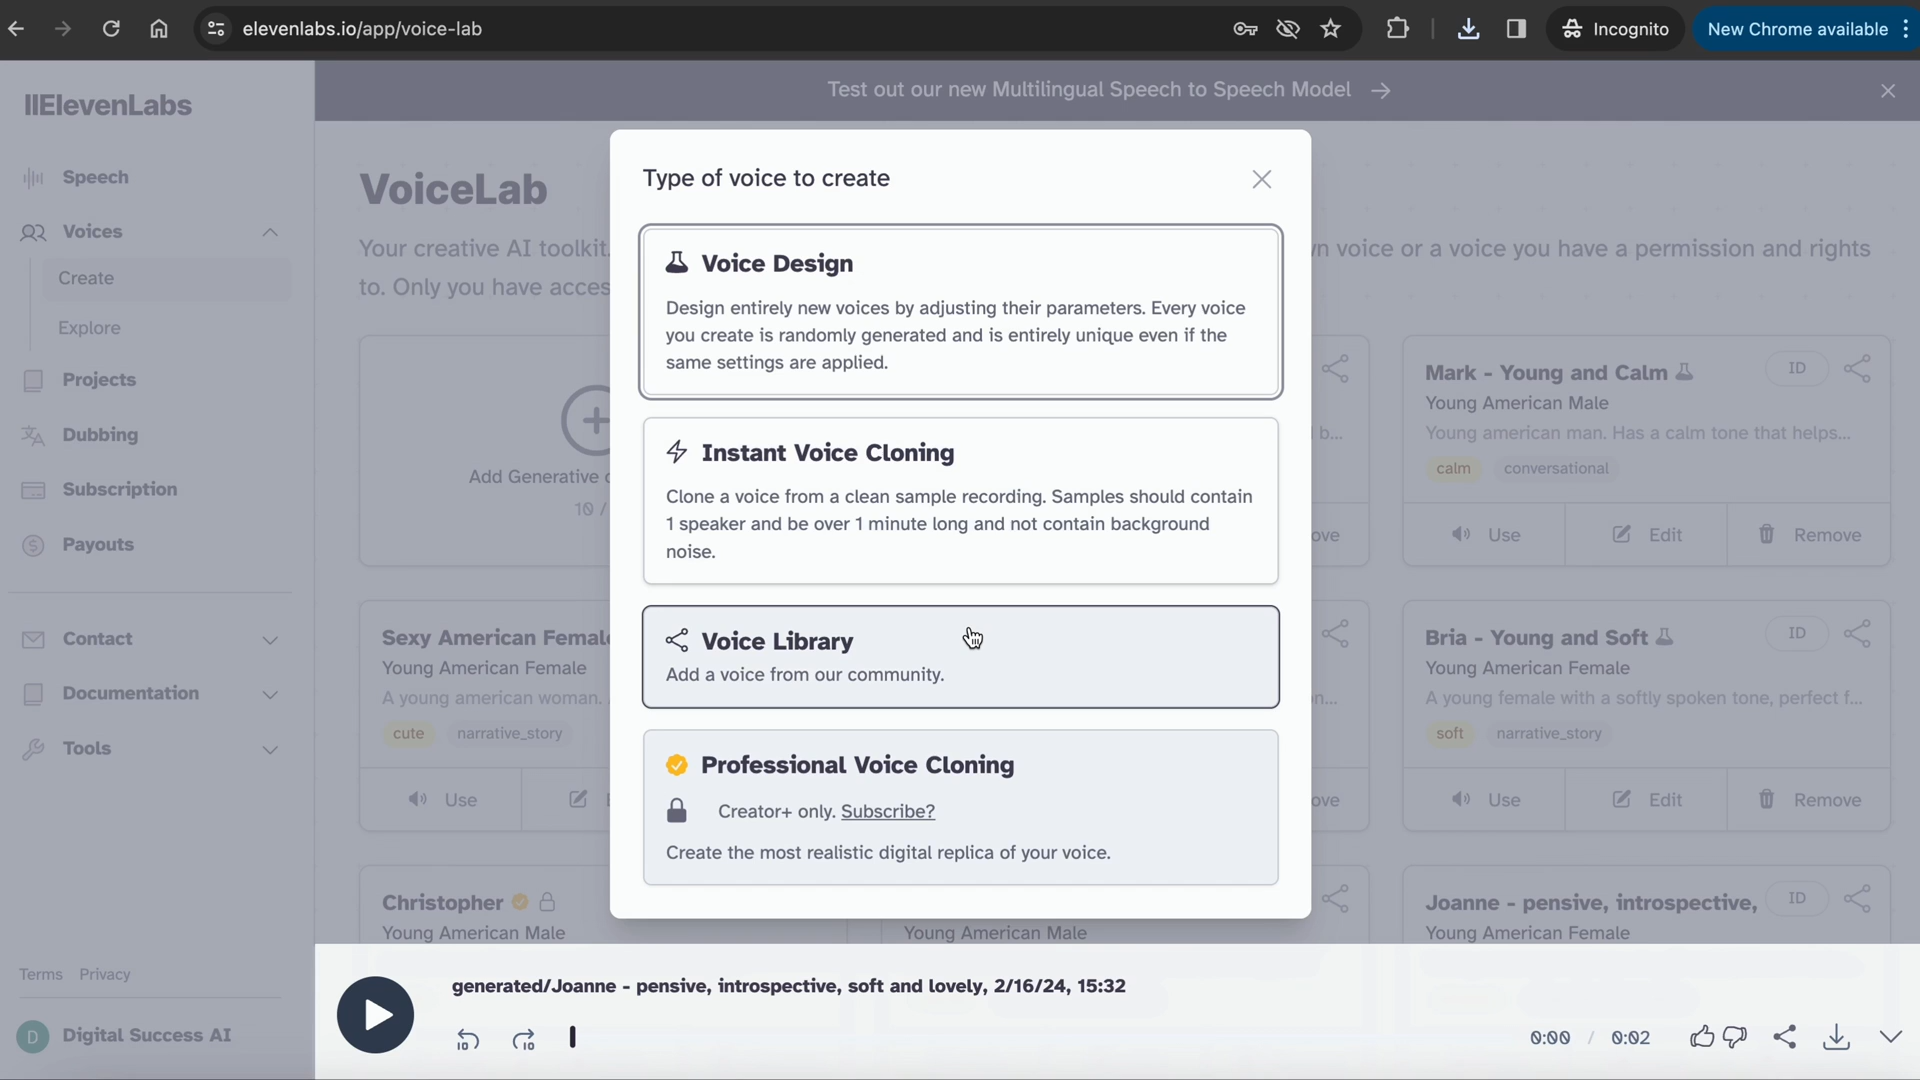 elevenlabs.io/app/voice-lab
Incognito
New Chrome available
Test out our new Multilingual Speech to Speech Model →
IIElevenLabs
Speech
Voices
Create
Explore
Projects
Dubbing
Subscription
Payouts
Contact
Documentation
Tools
Terms Privacy
D Digital Success AI
VoiceLab
Your creative AI toolkit.
n voice or a voice you have a permission and rights
to. Only you have acces
Type of voice to create
Voice Design
Design entirely new voices by adjusting their parameters. Every voice
you create is randomly generated and is entirely unique even if the
same settings are applied.
Instant Voice Cloning
Clone a voice from a clean sample recording. Samples should contain
1 speaker and be over 1 minute long and not contain background
noise.
Voice Library
Add a voice from our community.
Professional Voice Cloning
Creator+ only. Subscribe?
Create the most realistic digital replica of your voice.
Add Generative
10 /
b...
ove
Mark - Young and Calm
ID
Young American Male
Young american man. Has a calm tone that helps...
calm conversational
Use Edit Remove
Sexy American Femal
Young American Female
A young american woman.
cute narrative_story
Use
n...
ove
Bria - Young and Soft
ID
Young American Female
A young female with a softly spoken tone, perfect f...
soft narrative_story
Use Edit Remove
Christopher
Young American Male
Young American Male
Joanne - pensive, introspective,
ID
Young American Female
generated/Joanne - pensive, introspective, soft and lovely, 2/16/24, 15:32
10 10
0:00 / 0:02